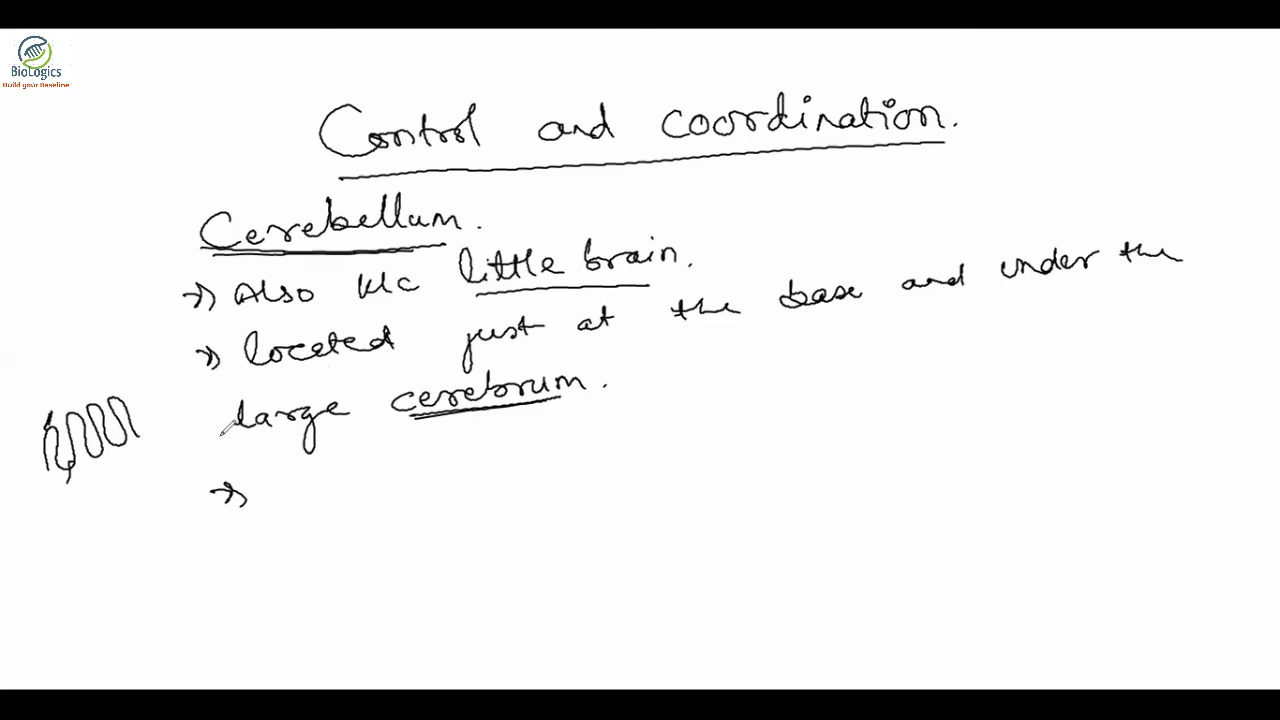 BioLogics
Build your Baseline
Control and coordination.
Cerebellum.
→ Also k/c little brain.
→ located just at the base and under the
large cerebrum.
→